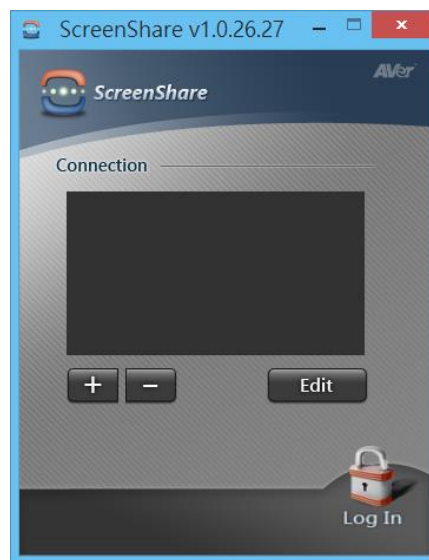 ScreenShare v1.0.26.27
AVer
ScreenShare
Connection
Edit
Log In